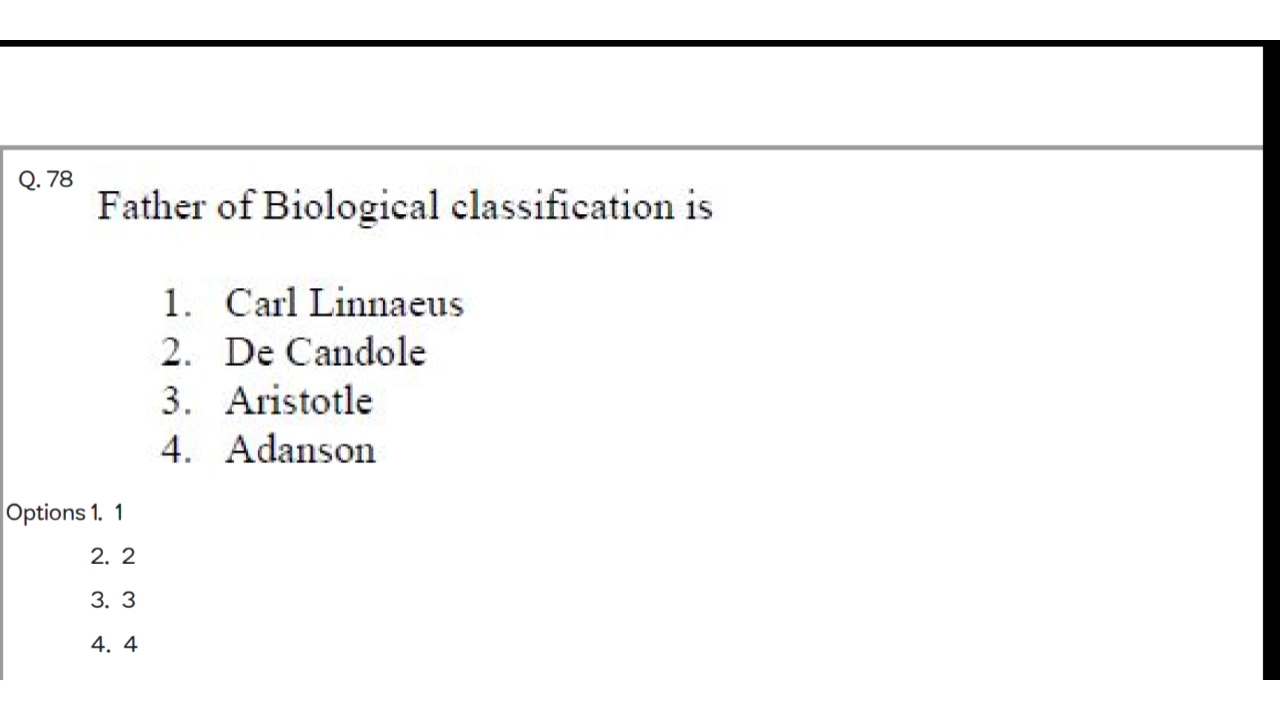 Q. 78
Father of Biological classification is
1. Carl Linnaeus
2. De Candole
3. Aristotle
4. Adanson
Options 1. 1
2. 2
3. 3
4. 4